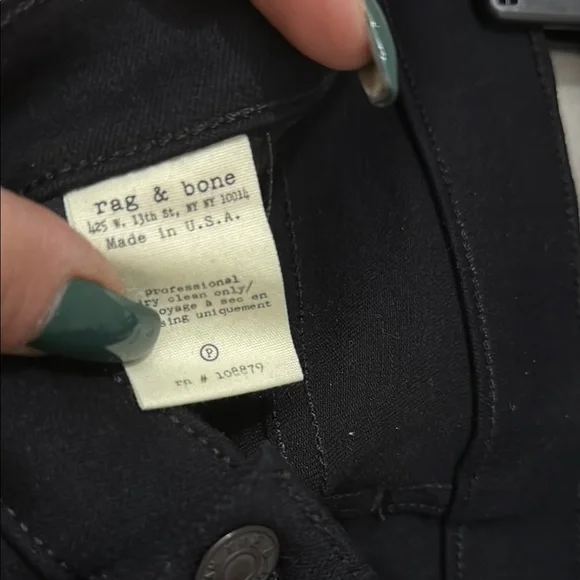 rag & bone
425 W. 13th St, NY NY 10014
Made in U.S.A.
professional
ry clean only/
oyage à sec en
sing uniquement
P
rn # 108879